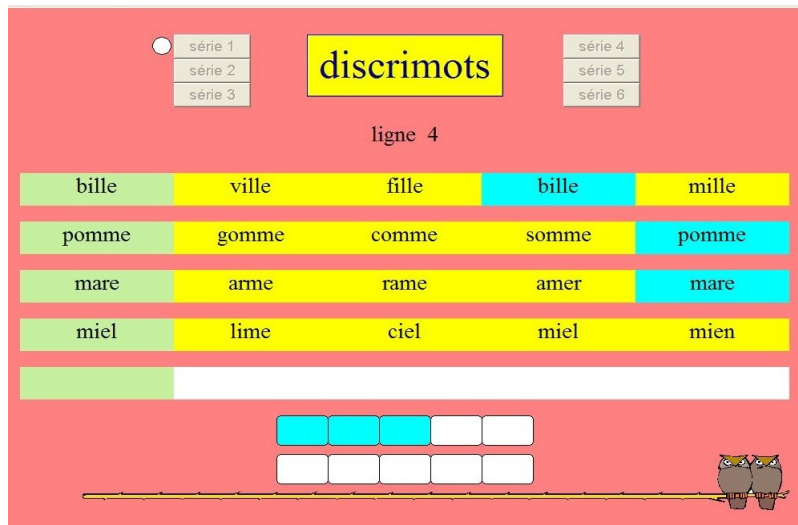 série 1
série 2
série 3
discrimots
série 4
série 5
série 6
ligne 4
bille ville fille bille mille
pomme gomme comme somme pomme
mare arme rame amer mare
miel lime ciel miel mien